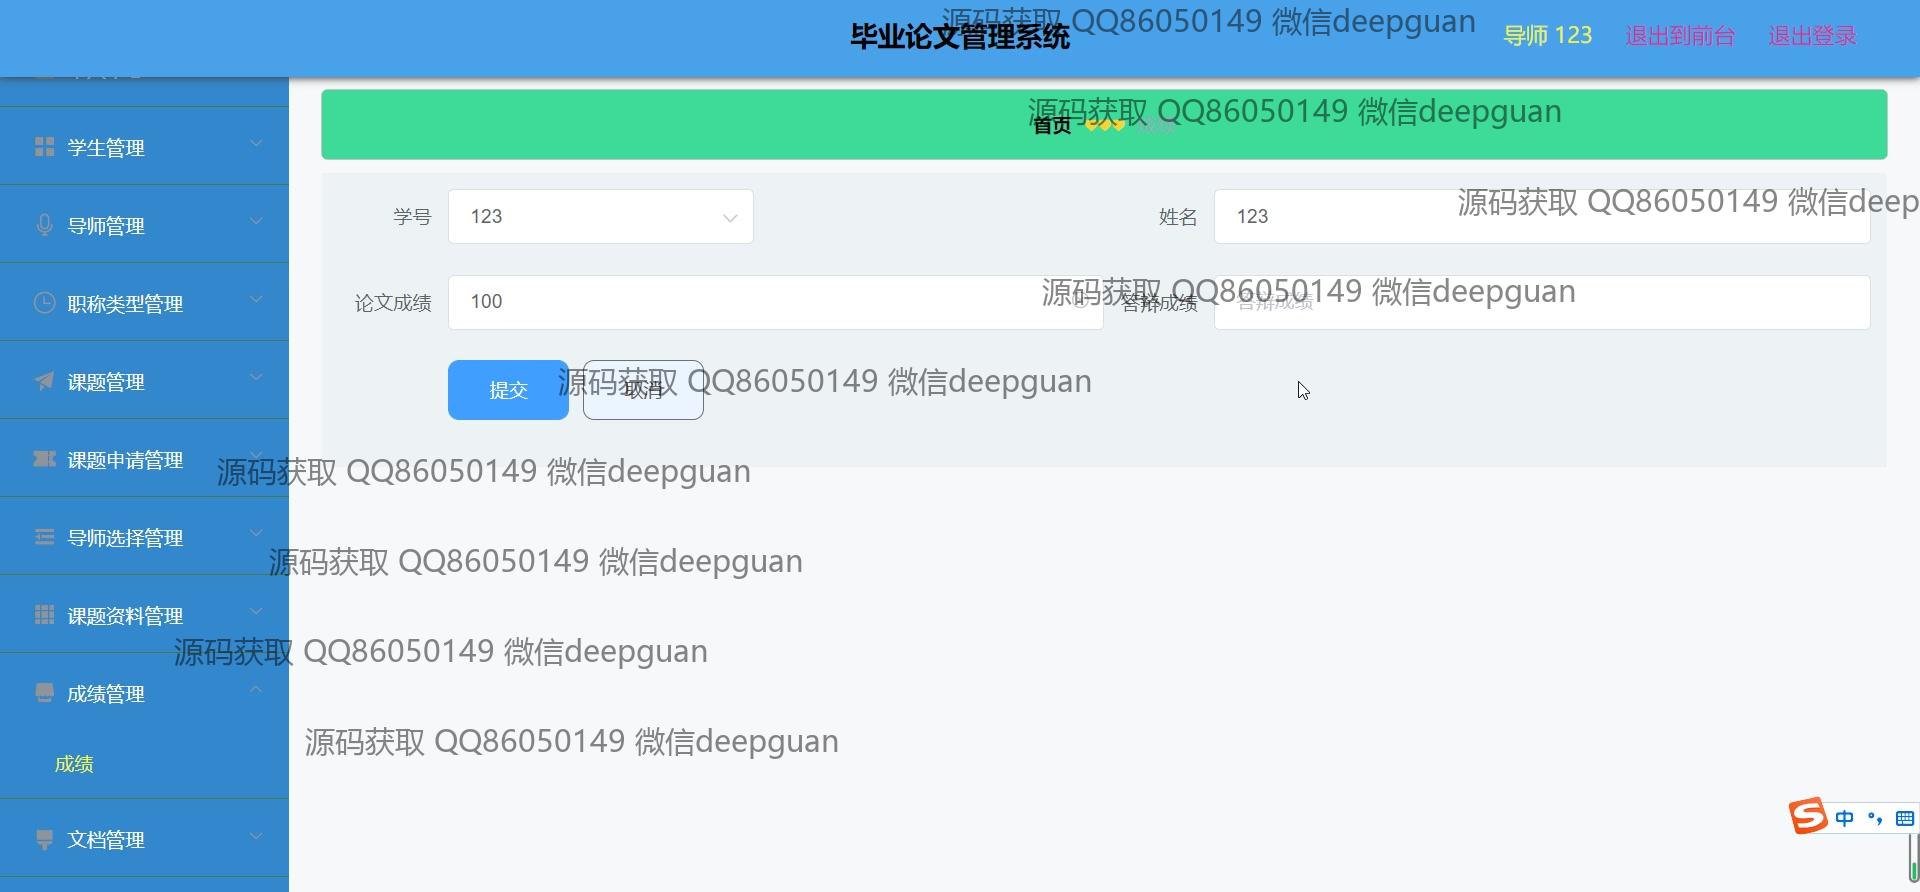 毕业论文管理系统
源码获取 QQ86050149 微信deepguan
导师 123
退出到前台
退出登录
源码获取 QQ86050149 微信deepguan
首页
成绩
学生管理
学号
123
姓名
123
源码获取 QQ86050149 微信deep
导师管理
论文成绩
100
源码获取 QQ86050149 微信deepguan
答辩成绩
答辩成绩
职称类型管理
课题管理
提交
取消
源码获取 QQ86050149 微信deepguan
课题申请管理
源码获取 QQ86050149 微信deepguan
导师选择管理
源码获取 QQ86050149 微信deepguan
课题资料管理
源码获取 QQ86050149 微信deepguan
成绩管理
源码获取 QQ86050149 微信deepguan
成绩
中
文档管理